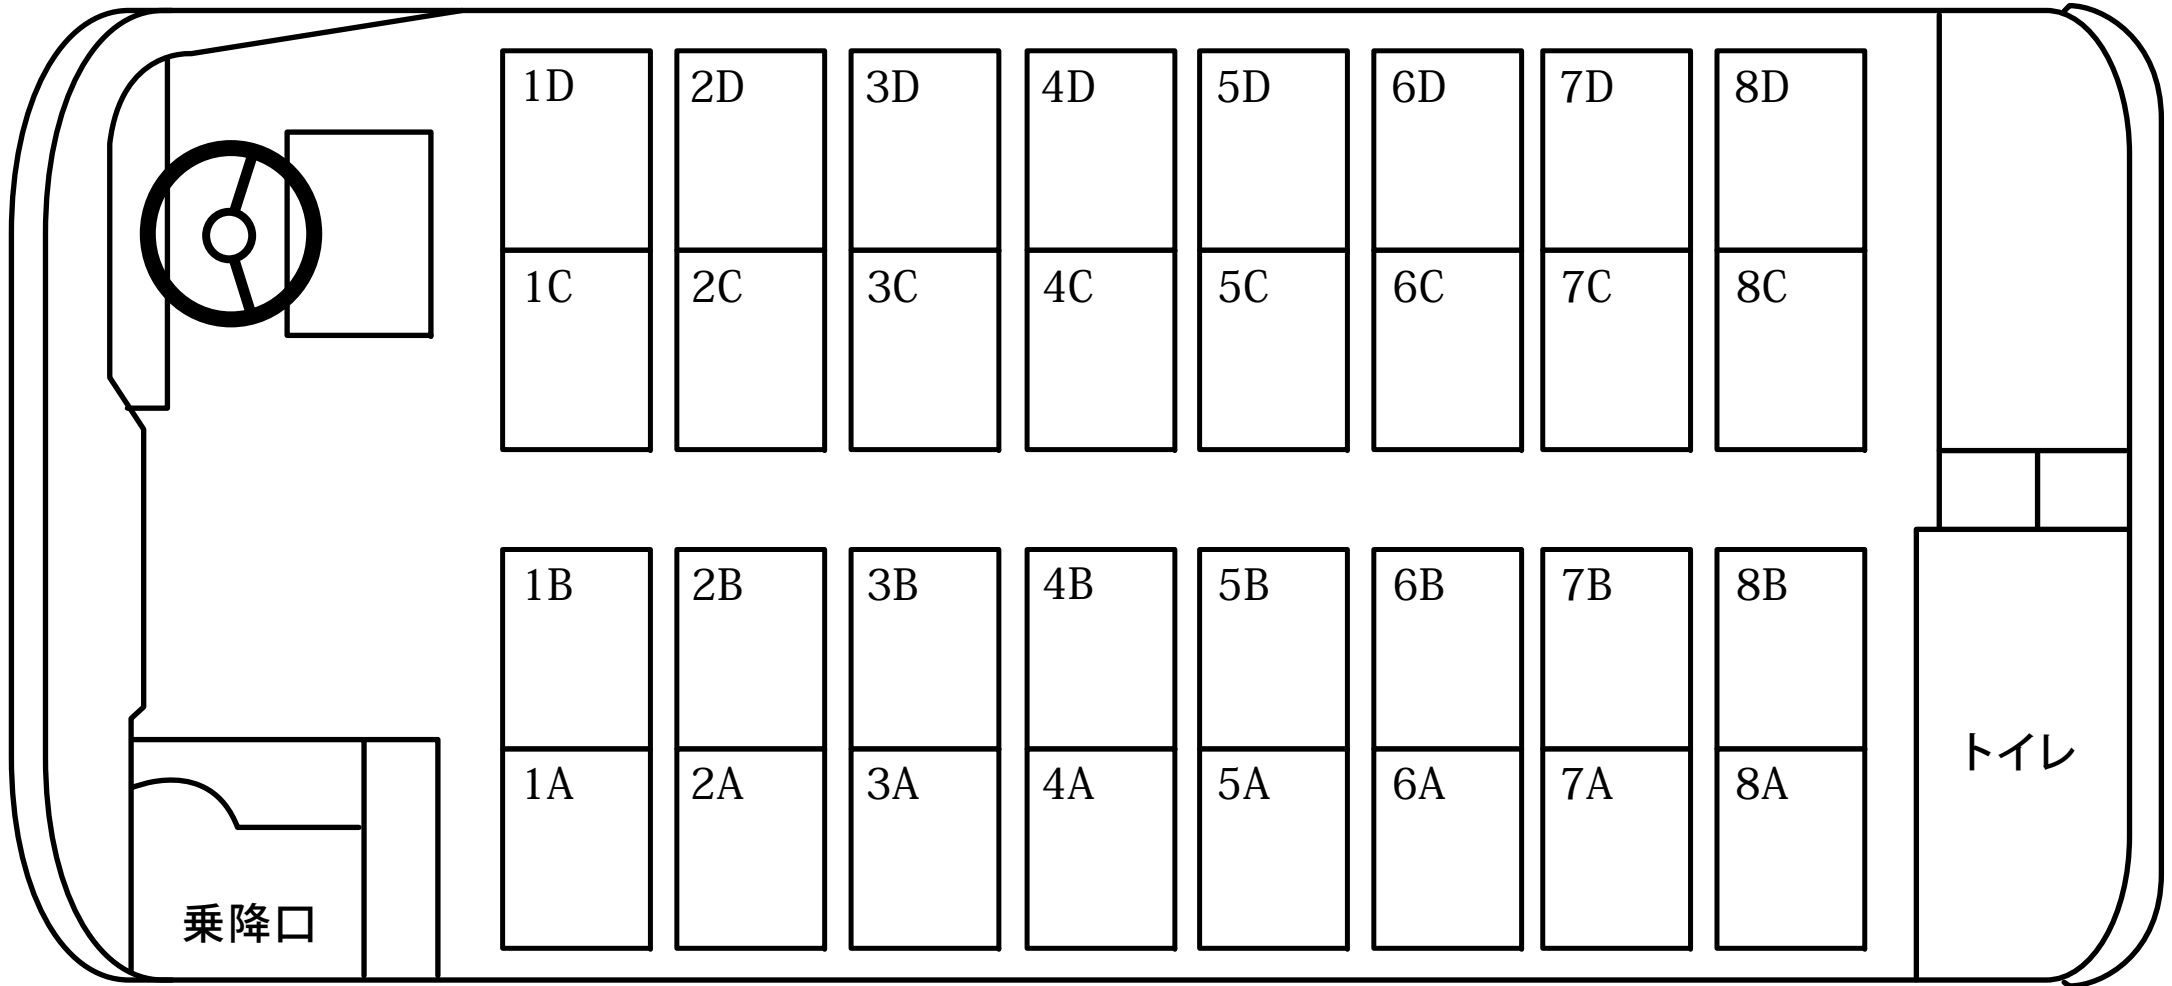 1D 2D 3D 4D 5D 6D 7D 8D
1C 2C 3C 4C 5C 6C 7C 8C
1B 2B 3B 4B 5B 6B 7B 8B
1A 2A 3A 4A 5A 6A 7A 8A
トイレ
乗降口